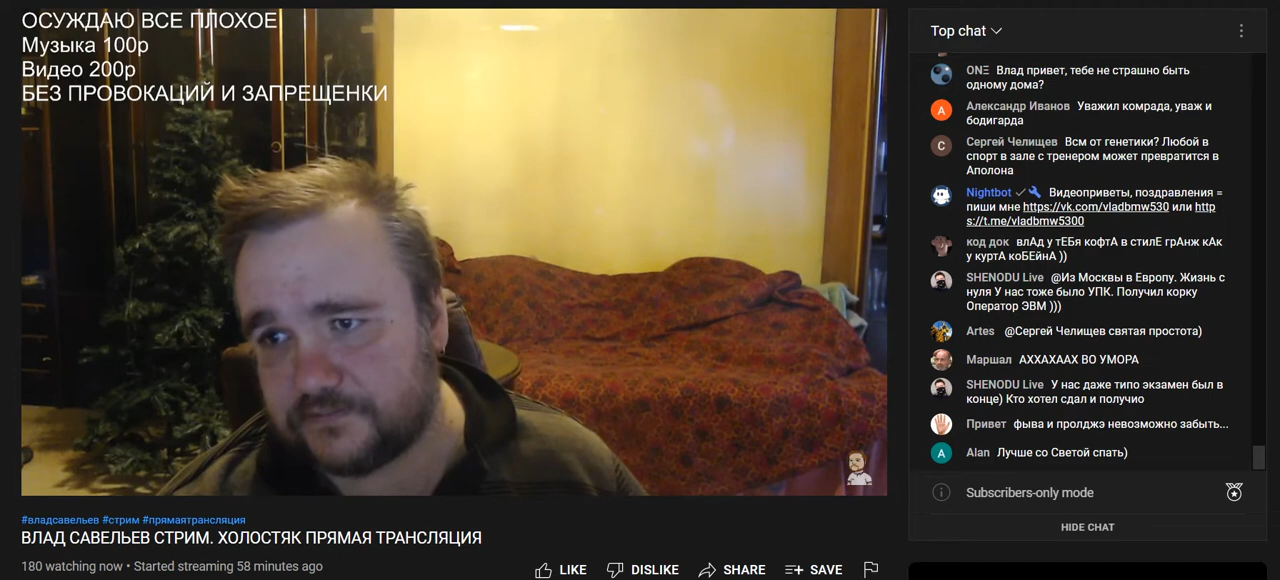 ОСУЖДАЮ ВСЕ ПЛОХОЕ
Музыка 100р
Видео 200р
БЕЗ ПРОВОКАЦИЙ И ЗАПРЕЩЕНКИ
#владсавельев #стрим #прямаятрансляция
ВЛАД САВЕЛЬЕВ СТРИМ. ХОЛОСТЯК ПРЯМАЯ ТРАНСЛЯЦИЯ
180 watching now • Started streaming 58 minutes ago
LIKE DISLIKE SHARE SAVE
Top chat
ONΞ Влад привет, тебе не страшно быть
одному дома?
А Александр Иванов Уважил комрада, уваж и
бодигарда
С Сергей Челищев Всм от генетики? Любой в
спорт в зале с тренером может превратится в
Аполона
Nightbot Видеоприветы, поздравления =
пиши мне https://vk.com/vladbmw530 или http
s://t.me/vladbmw5300
код док влАд у тЕБя кофтА в стилЕ грАнж кАк
у куртА коБЕйнА ))
SHENODU Live @Из Москвы в Европу. Жизнь с
нуля У нас тоже было УПК. Получил корку
Оператор ЭВМ )))
Artes @Сергей Челищев святая простота)
Маршал АХХАХААХ ВО УМОРА
SHENODU Live У нас даже типо экзамен был в
конце) Кто хотел сдал и получио
Привет фыва и пролджэ невозможно забыть...
A Alan Лучше со Светой спать)
Subscribers-only mode
HIDE CHAT